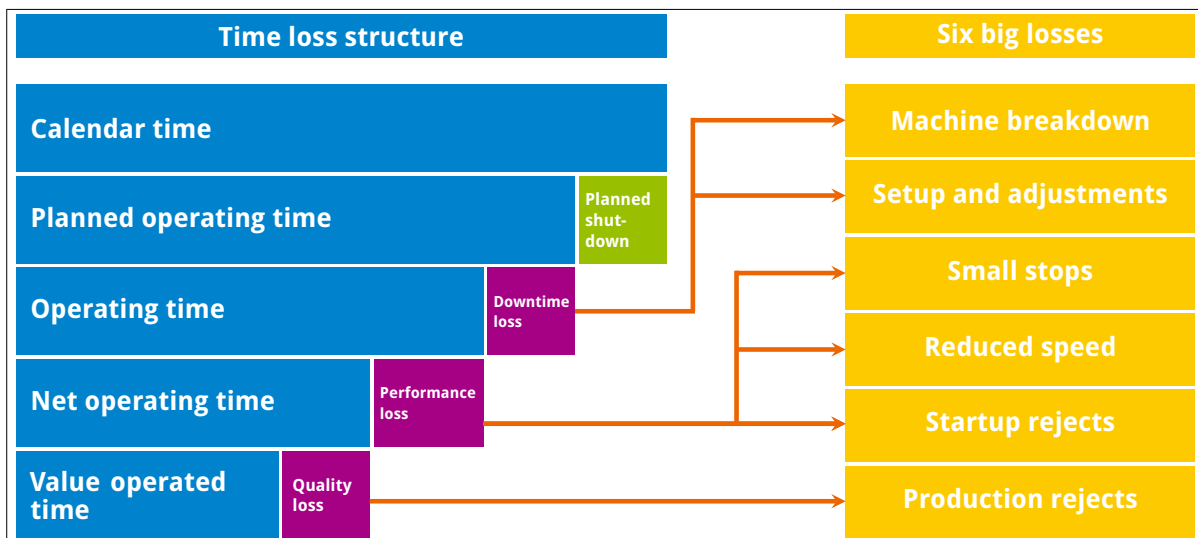 Time loss structure
Six big losses
Calendar time
Machine breakdown
Planned operating time
Planned
shut-
down
Setup and adjustments
Operating time
Downtime
loss
Small stops
Reduced speed
Net operating time
Performance
loss
Startup rejects
Value operated
time
Quality
loss
Production rejects